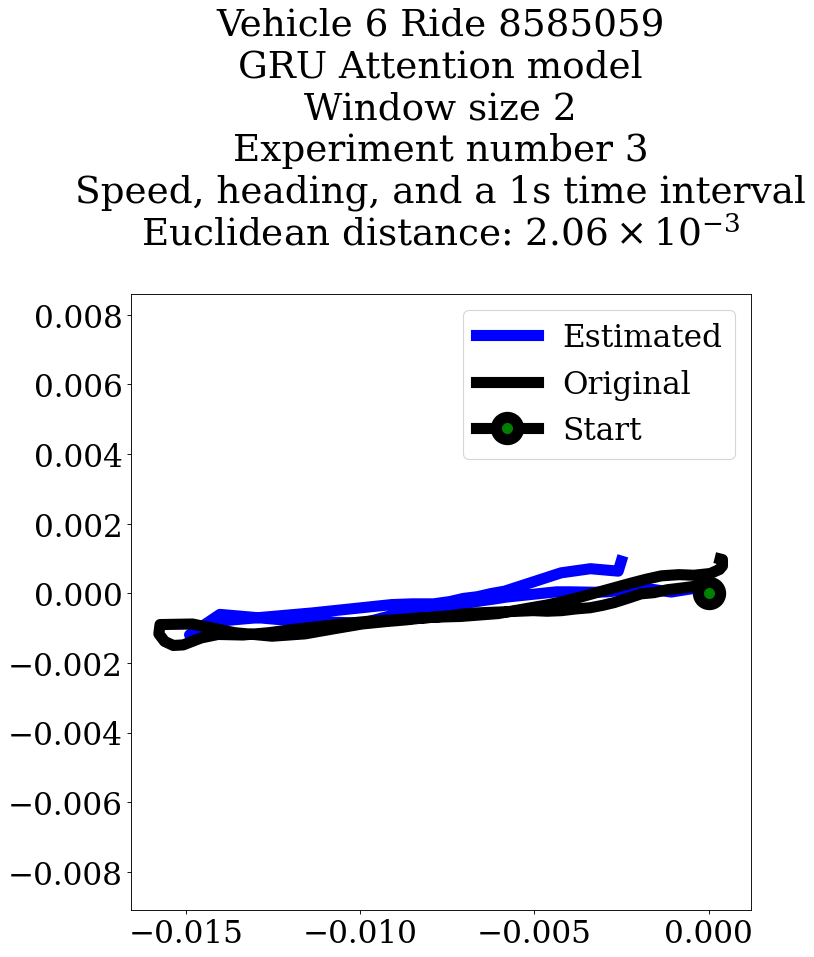 Vehicle 6 Ride 8585059
GRU Attention model
Window size 2
Experiment number 3
Speed, heading, and a 1s time interval
Euclidean distance: 2.06 × 10⁻³
Estimated
Original
Start
0.008
0.006
0.004
0.002
0.000
−0.002
−0.004
−0.006
−0.008
−0.015 −0.010 −0.005 0.000